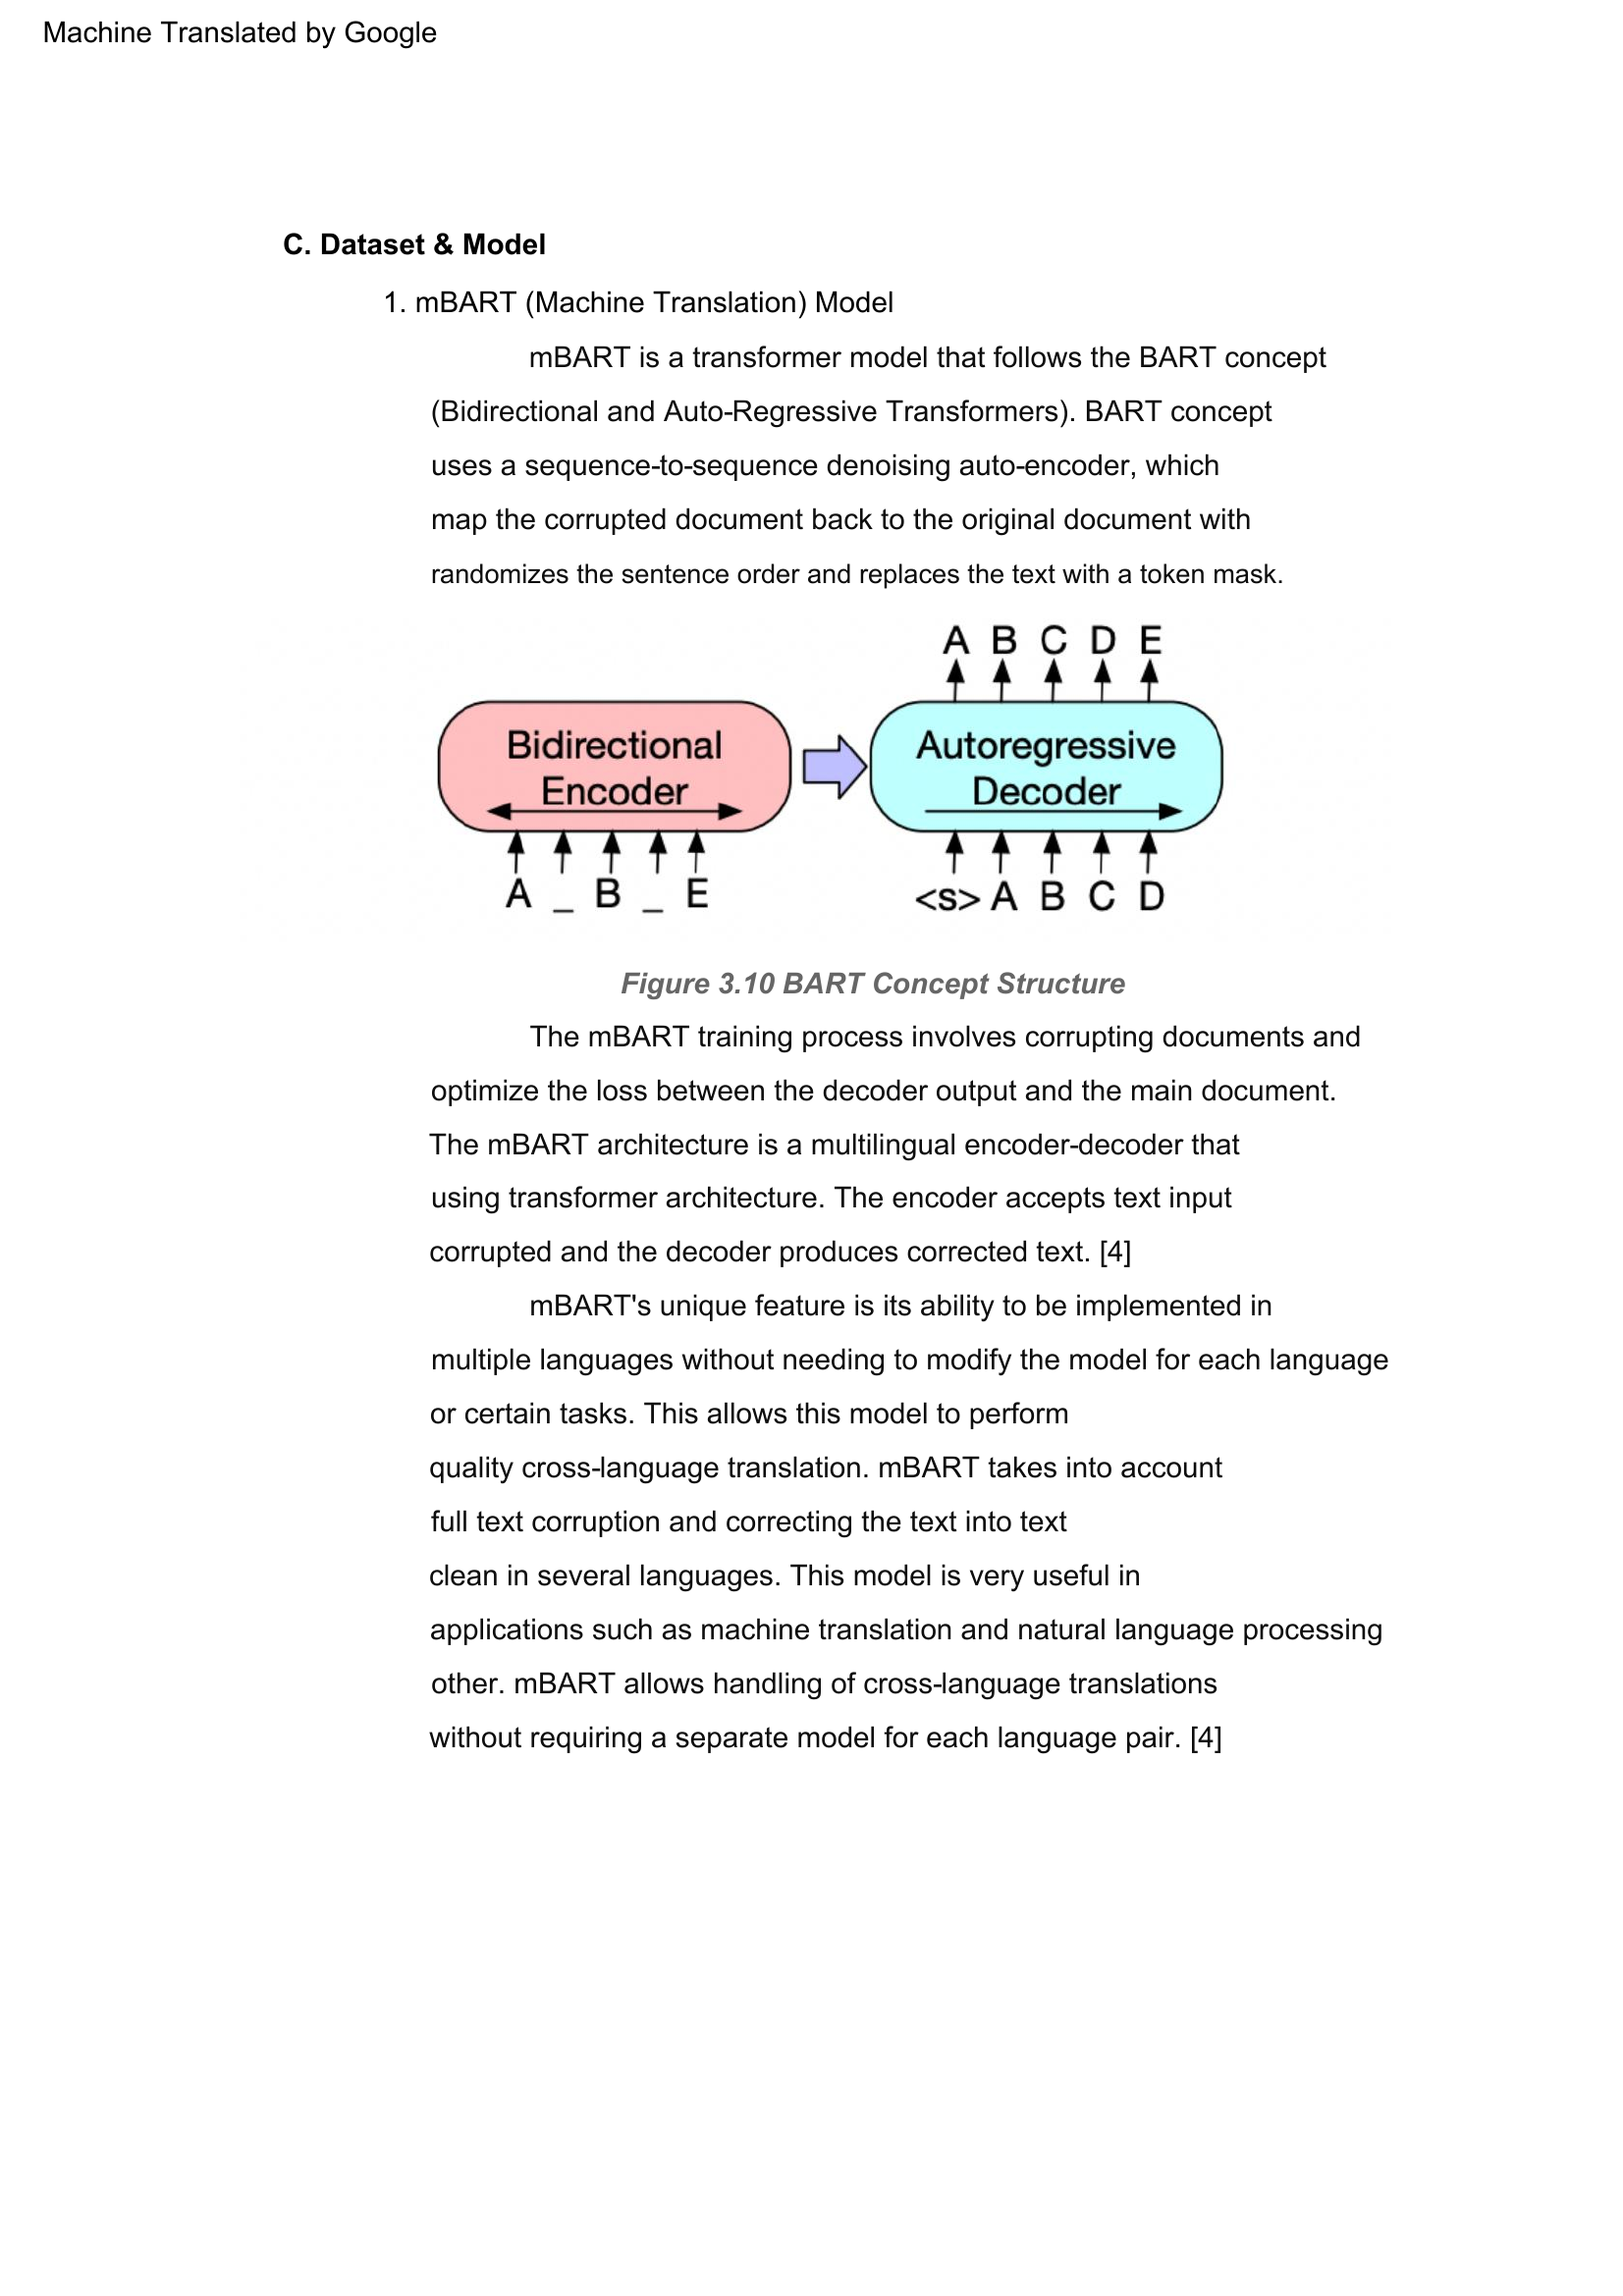 Machine Translated by Google
C. Dataset & Model
1. mBART (Machine Translation) Model
mBART is a transformer model that follows the BART concept
(Bidirectional and Auto-Regressive Transformers). BART concept
uses a sequence-to-sequence denoising auto-encoder, which
map the corrupted document back to the original document with
randomizes the sentence order and replaces the text with a token mask.
A B C D E
Bidirectional
Encoder
Autoregressive
Decoder
A _ B _ E
<s> A B C D
Figure 3.10 BART Concept Structure
The mBART training process involves corrupting documents and
optimize the loss between the decoder output and the main document.
The mBART architecture is a multilingual encoder-decoder that
using transformer architecture. The encoder accepts text input
corrupted and the decoder produces corrected text. [4]
mBART's unique feature is its ability to be implemented in
multiple languages without needing to modify the model for each language
or certain tasks. This allows this model to perform
quality cross-language translation. mBART takes into account
full text corruption and correcting the text into text
clean in several languages. This model is very useful in
applications such as machine translation and natural language processing
other. mBART allows handling of cross-language translations
without requiring a separate model for each language pair. [4]